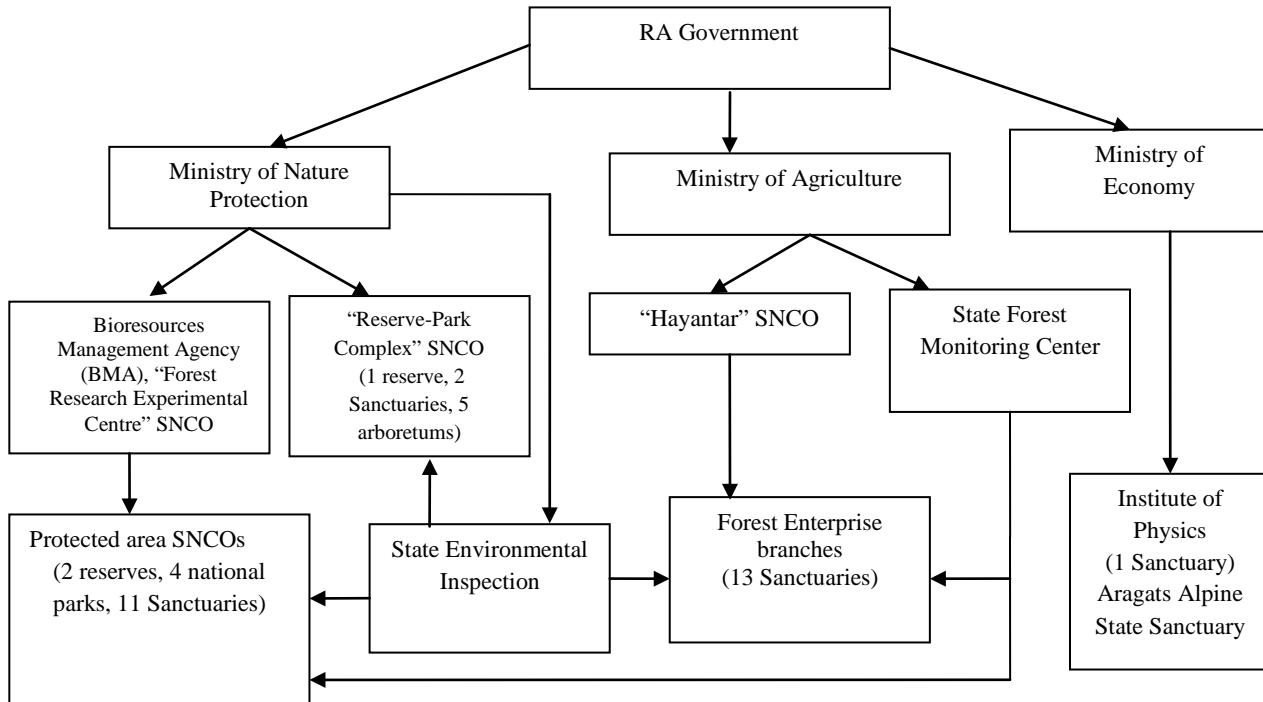 RA Government
Ministry of Nature
Protection
Ministry of Agriculture
Ministry of
Economy
Bioresources
Management Agency
(BMA), “Forest
Research Experimental
Centre” SNCO
“Reserve-Park
Complex” SNCO
(1 reserve, 2
Sanctuaries, 5
arboretums)
“Hayantar” SNCO
State Forest
Monitoring Center
Protected area SNCOs
(2 reserves, 4 national
parks, 11 Sanctuaries)
State Environmental
Inspection
Forest Enterprise
branches
(13 Sanctuaries)
Institute of
Physics
(1 Sanctuary)
Aragats Alpine
State Sanctuary